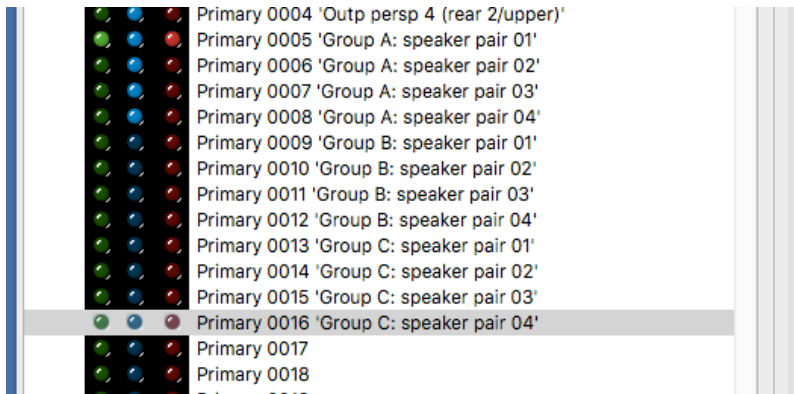 Primary 0004 'Outp persp 4 (rear 2/upper)'
Primary 0005 'Group A: speaker pair 01'
Primary 0006 'Group A: speaker pair 02'
Primary 0007 'Group A: speaker pair 03'
Primary 0008 'Group A: speaker pair 04'
Primary 0009 'Group B: speaker pair 01'
Primary 0010 'Group B: speaker pair 02'
Primary 0011 'Group B: speaker pair 03'
Primary 0012 'Group B: speaker pair 04'
Primary 0013 'Group C: speaker pair 01'
Primary 0014 'Group C: speaker pair 02'
Primary 0015 'Group C: speaker pair 03'
Primary 0016 'Group C: speaker pair 04'
Primary 0017
Primary 0018